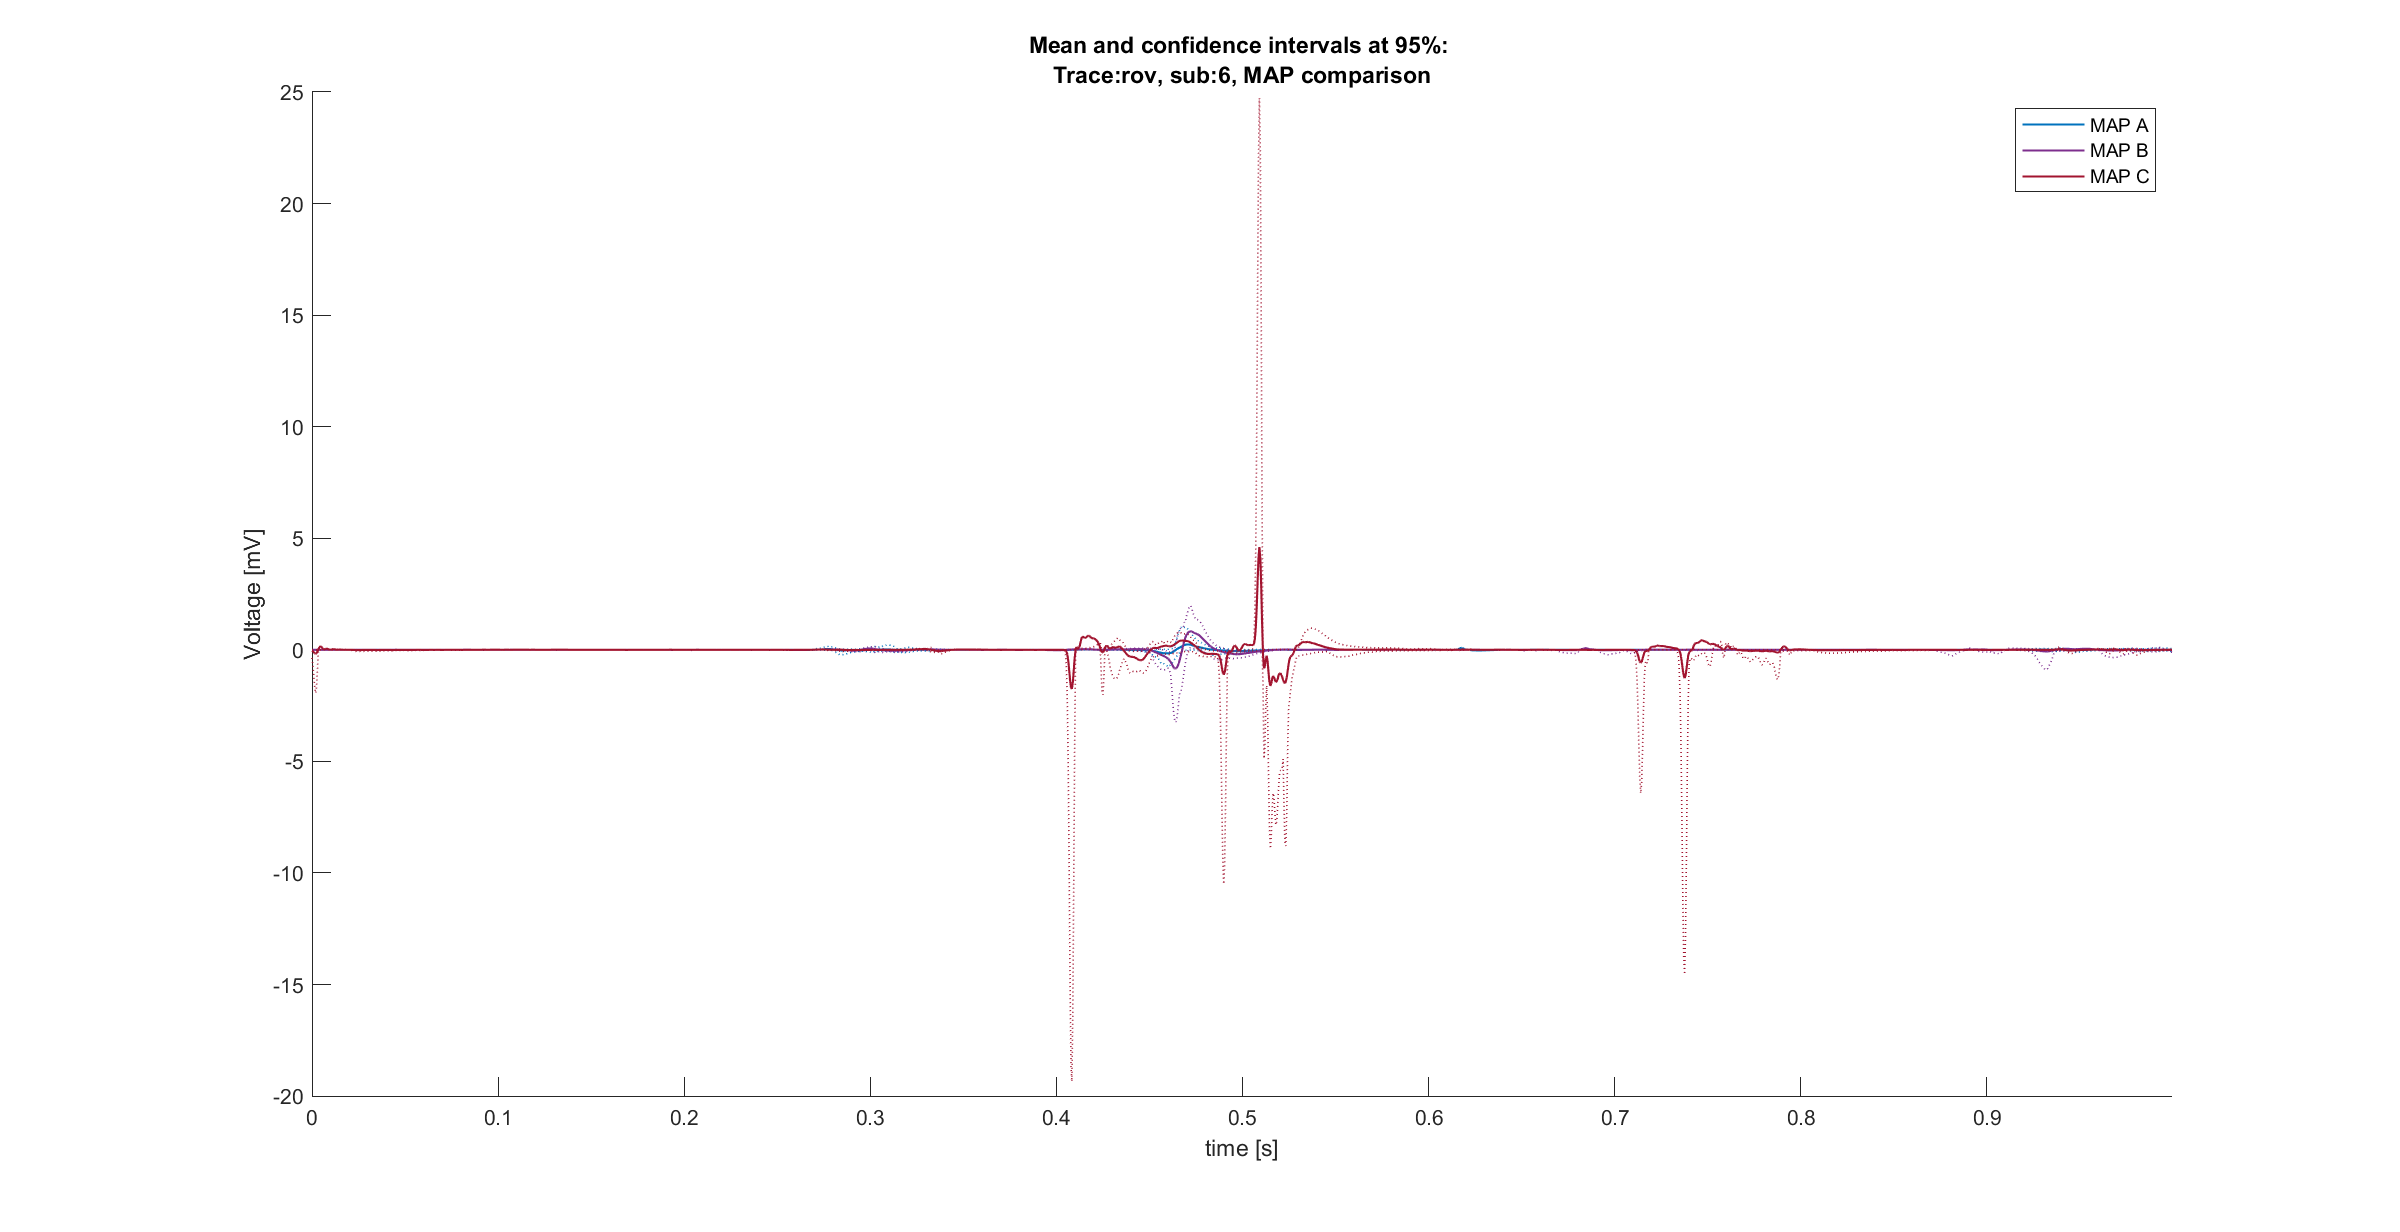 Mean and confidence intervals at 95%:
Trace:rov, sub:6, MAP comparison
MAP A
MAP B
MAP C
Voltage [mV]
25
20
15
10
5
0
-5
-10
-15
-20
0 0.1 0.2 0.3 0.4 0.5 0.6 0.7 0.8 0.9
time [s]